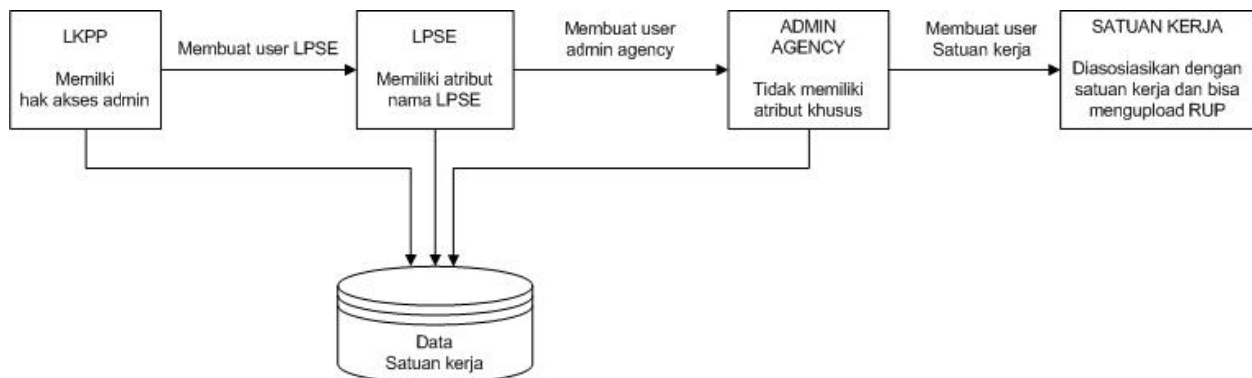 LKPP
Memilki
hak akses admin
Membuat user LPSE
LPSE
Memiliki atribut
nama LPSE
Membuat user
admin agency
ADMIN
AGENCY
Tidak memiliki
atribut khusus
Membuat user
Satuan kerja
SATUAN KERJA
Diasosiasikan dengan
satuan kerja dan bisa
mengupload RUP
Data
Satuan kerja